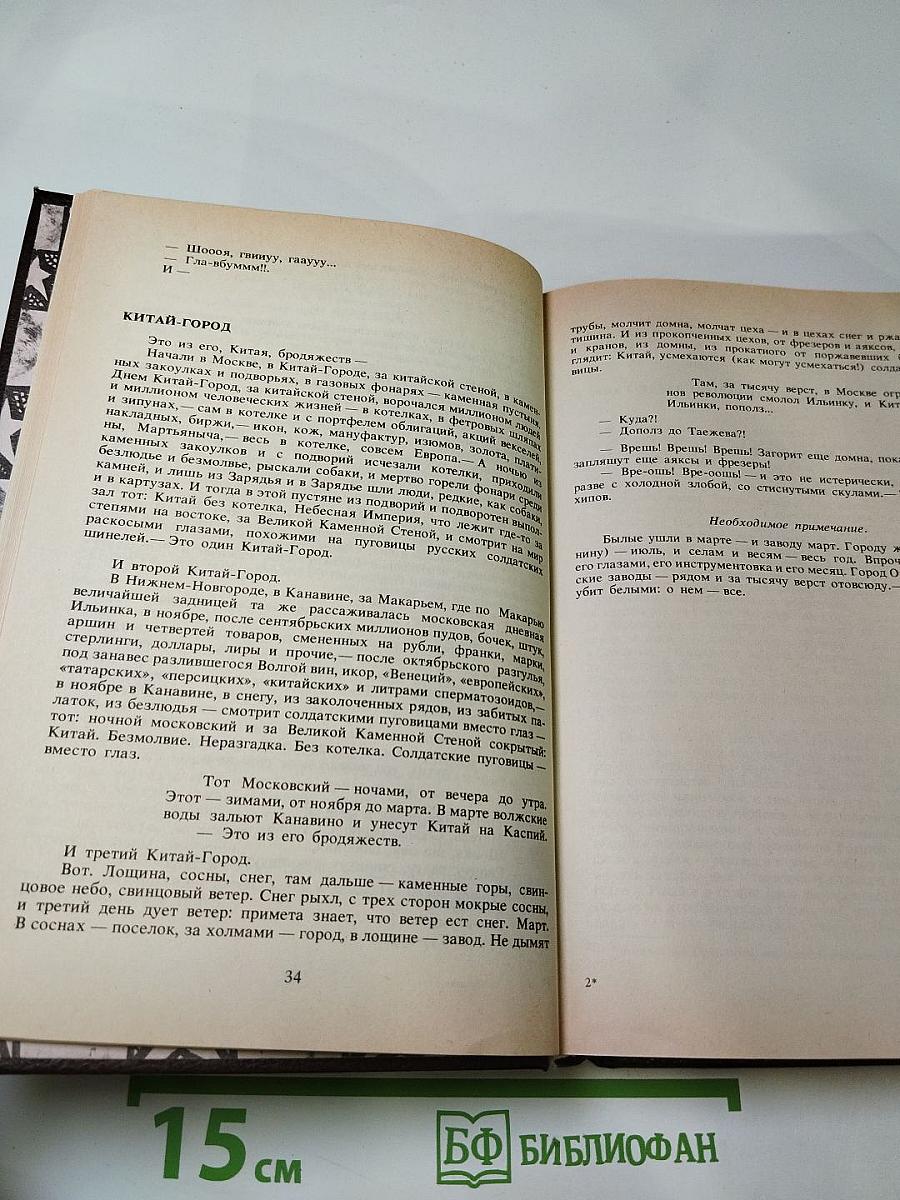 — Шоооя, гвииуу, гааууу...
— Гла-вбуммм!!.
И —
КИТАЙ-ГОРОД
Это из его, Китая, бродяжеств —
Начали в Москве, в Китай-Городе, за китайской стеной, в камен-
ных закоулках и подворьях, в газовых фонарях — каменная пустыня.
Днем Китай-Город, за китайской стеной, ворочался миллионом людей
и миллионом человеческих жизней — в котелках, в фетровых шляпах
и зипунах,— сам в котелке и с портфелем облигаций, акций векселей,
накладных, биржи,— икон, кож, мануфактур, изюмов, золота, плати-
ны, Мартьяныча,— весь в котелке, совсем Европа.— А ночью из
каменных закоулков и с подворий исчезали котелки, приходили
безлюдье и безмолвье, рыскали собаки, и мертво горели фонари среди
камней, и лишь из Зарядья и в Зарядье шли люди, редкие, как собаки,
и в картузах. И тогда в этой пустыне из подворий и подворотен выпол-
зал тот: Китай без котелка, Небесная Империя, что лежит где-то за
степями на востоке, за Великой Каменной Стеной, и смотрит на мир
раскосыми глазами, похожими на пуговицы русских солдатских
шинелей.— Это один Китай-Город.
И второй Китай-Город.
В Нижнем-Новгороде, в Канавине, за Макарьем, где по Макарью
величайшей задницей та же рассаживалась московская дневная
Ильинка, в ноябре, после сентябрьских миллионов пудов, бочек, штук,
аршин и четвертей товаров, смененных на рубли, франки, марки,
стерлинги, доллары, лиры и прочие,— после октябрьского разгула,
под занавес разлившегося Волгой вин, икор, «Венеций», «европейских»,
«татарских», «персицких», «китайских» и литрами сперматозоидов,—
в ноябре в Канавине, в снегу, из заколоченных рядов, из забитых па-
латок, из безлюдья — смотрит солдатскими пуговицами вместо глаз —
тот: ночной московский и за Великой Каменной Стеной сокрытый:
Китай. Безмолвие. Неразгадка. Без котелка. Солдатские пуговицы —
вместо глаз.
Тот Московский — ночами, от вечера до утра.
Этот — зимами, от ноября до марта. В марте волжские
воды зальют Канавино и унесут Китай на Каспий.
— Это из его бродяжеств.
И третий Китай-Город.
Вот. Лощина, сосны, снег, там дальше — каменные горы, свин-
цовое небо, свинцовый ветер. Снег рыхл, с трех сторон мокрые сосны,
и третий день дует ветер: примета знает, что ветер ест снег. Март.
В соснах — поселок, за холмами — город, в лощине — завод. Не дымят
34
трубы, молчит домна, молчат цеха — и в цехах снег и ржа
тишина. И из прокопченных цехов, от фрезеров и аяксов,
и кранов, из домны, из прокатного от поржавевших
глядит: Китай, усмехаются (как могут усмехаться!) солда
вицы.
Там, за тысячу верст, в Москве огр
нов революции смолол Ильинку, и Кит
Ильинки, пополз...
— Куда?!
— Дополз до Таежева?!
— Врешь! Врешь! Врешь! Загорит еще домна, пока
запляшут еще аяксы и фрезеры!
— Вре-ошь! Вре-оошь! — и это не истерически,
разве с холодной злобой, со стиснутыми скулами.—
хипов.
Необходимое примечание.
Былые ушли в марте — и заводу март. Городу ж
нину) — июль, и селам и весям — весь год. Впроч
его глазами, его инструментовка и его месяц. Город О
ские заводы — рядом и за тысячу верст отовсюду.—
убит белыми: о нем — все.
2*
15 см
БФ БИБЛИОФАН